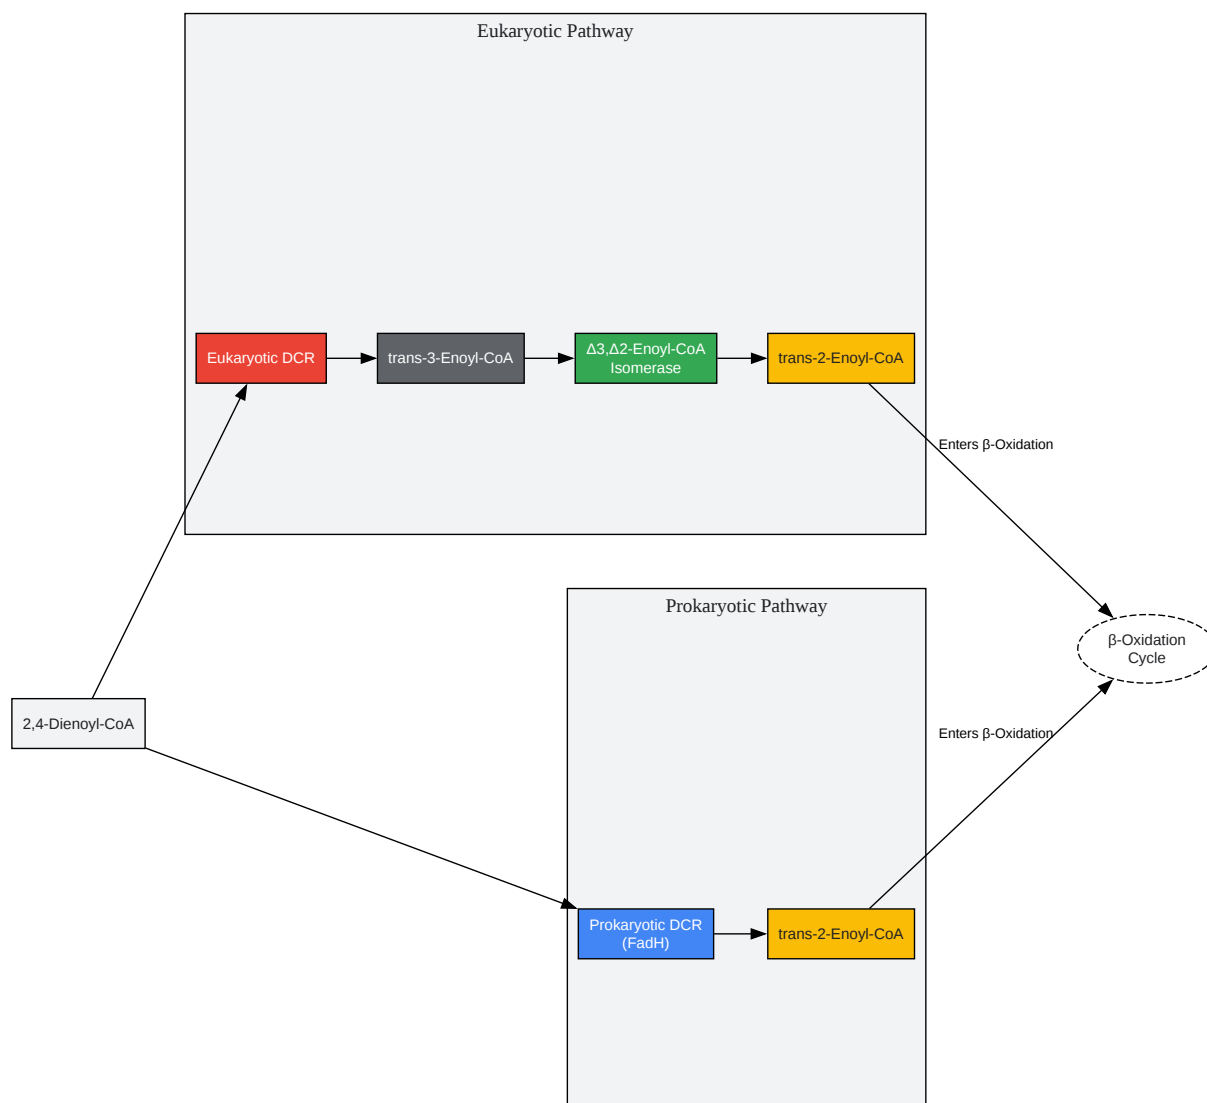 Eukaryotic Pathway
Eukaryotic DCR
trans-3-Enoyl-CoA
Δ3,Δ2-Enoyl-CoA
Isomerase
trans-2-Enoyl-CoA
Enters β-Oxidation
Prokaryotic Pathway
β-Oxidation
Cycle
2,4-Dienoyl-CoA
Enters β-Oxidation
Prokaryotic DCR
(FadH)
trans-2-Enoyl-CoA